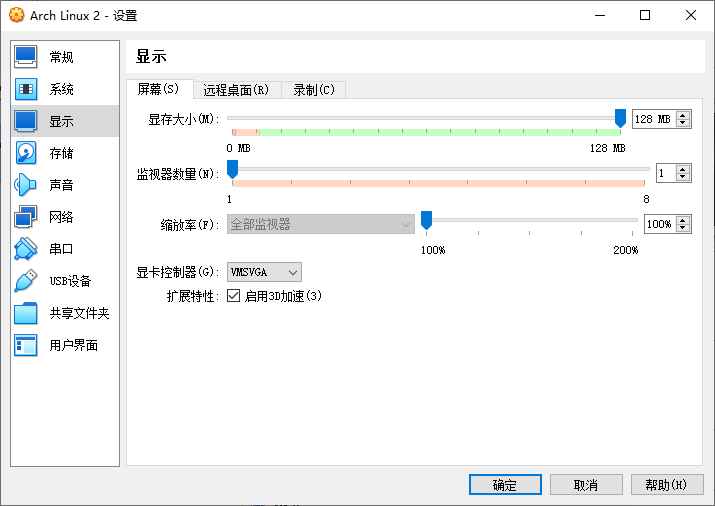 Arch Linux 2 - 设置
常规
系统
显示
存储
声音
网络
串口
USB设备
共享文件夹
用户界面
显示
屏幕(S) 远程桌面(R) 录制(C)
显存大小(M): 128 MB
0 MB 128 MB
监视器数量(N): 1
1 8
缩放率(F): 全部监视器 100%
100% 200%
显卡控制器(G): VMSVGA
扩展特性: 启用3D加速(3)
确定 取消 帮助(H)